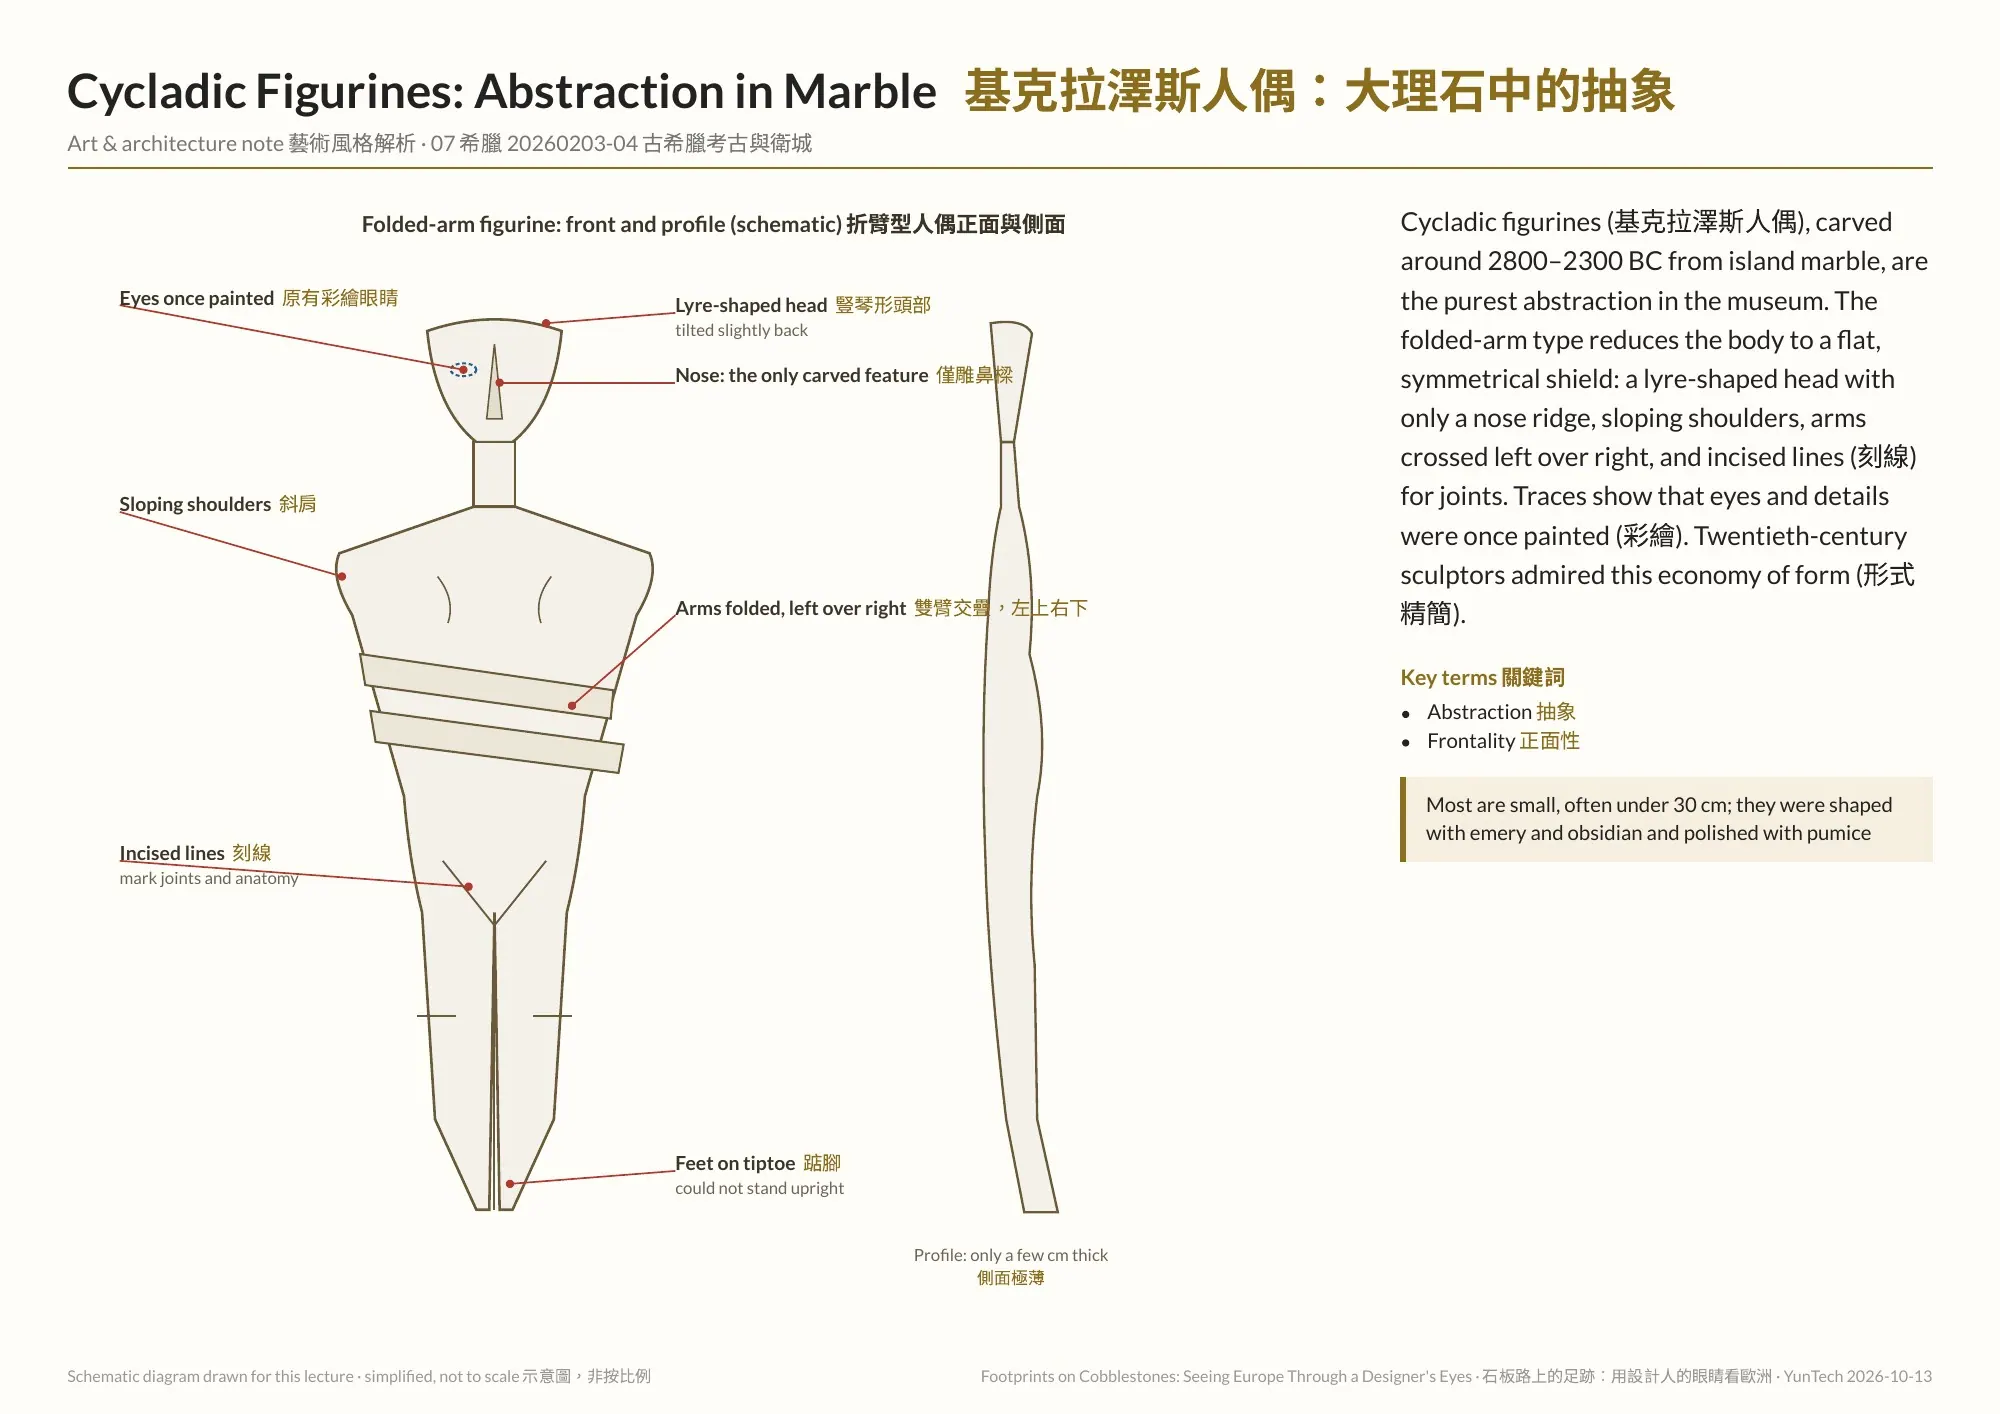 Cycladic Figurines: Abstraction in Marble 基克拉澤斯人偶：大理石中的抽象
Art & architecture note 藝術風格解析 · 07 希臘 20260203-04 古希臘考古與衛城
Folded-arm figurine: front and profile (schematic) 折臂型人偶正面與側面
Eyes once painted 原有彩繪眼睛
Lyre-shaped head 豎琴形頭部
tilted slightly back
Nose: the only carved feature 僅雕鼻樑
Sloping shoulders 斜肩
Arms folded, left over right 雙臂交疊，左上右下
Incised lines 刻線
mark joints and anatomy
Feet on tiptoe 踮腳
could not stand upright
Profile: only a few cm thick
側面極薄
Cycladic figurines (基克拉澤斯人偶), carved
around 2800–2300 BC from island marble, are
the purest abstraction in the museum. The
folded-arm type reduces the body to a flat,
symmetrical shield: a lyre-shaped head with
only a nose ridge, sloping shoulders, arms
crossed left over right, and incised lines (刻線)
for joints. Traces show that eyes and details
were once painted (彩繪). Twentieth-century
sculptors admired this economy of form (形式
精簡).
Key terms 關鍵詞
• Abstraction 抽象
• Frontality 正面性
Most are small, often under 30 cm; they were shaped
with emery and obsidian and polished with pumice
Schematic diagram drawn for this lecture · simplified, not to scale 示意圖，非按比例
Footprints on Cobblestones: Seeing Europe Through a Designer's Eyes · 石板路上的足跡：用設計人的眼睛看歐洲 · YunTech 2026-10-13